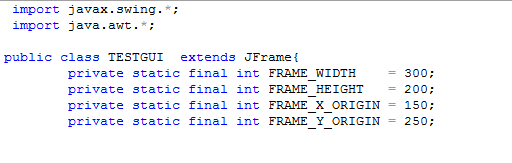 import javax.swing.*;
import java.awt.*;
public class TESTGUI  extends JFrame{
private static final int FRAME_WIDTH    = 300;
private static final int FRAME_HEIGHT   = 200;
private static final int FRAME_X_ORIGIN = 150;
private static final int FRAME_Y_ORIGIN = 250;